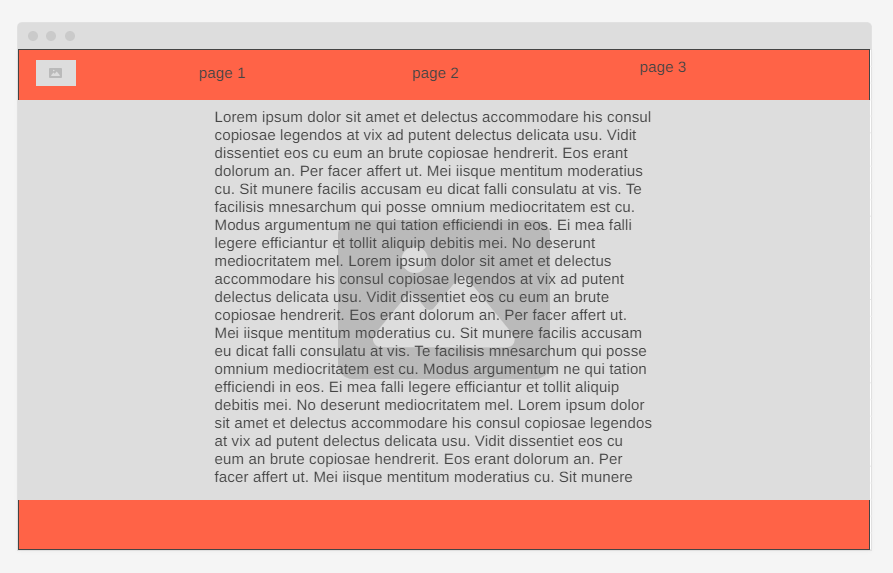 page 1
page 2
page 3
Lorem ipsum dolor sit amet et delectus accommodare his consul
copiosae legendos at vix ad putent delectus delicata usu. Vidit
dissentiet eos cu eum an brute copiosae hendrerit. Eos erant
dolorum an. Per facer affert ut. Mei iisque mentitum moderatius
cu. Sit munere facilis accusam eu dicat falli consulatu at vis. Te
facilisis mnesarchum qui posse omnium mediocritatem est cu.
Modus argumentum ne qui tation efficiendi in eos. Ei mea falli
legere efficiantur et tollit aliquip debitis mei. No deserunt
mediocritatem mel. Lorem ipsum dolor sit amet et delectus
accommodare his consul copiosae legendos at vix ad putent
delectus delicata usu. Vidit dissentiet eos cu eum an brute
copiosae hendrerit. Eos erant dolorum an. Per facer affert ut.
Mei iisque mentitum moderatius cu. Sit munere facilis accusam
eu dicat falli consulatu at vis. Te facilisis mnesarchum qui posse
omnium mediocritatem est cu. Modus argumentum ne qui tation
efficiendi in eos. Ei mea falli legere efficiantur et tollit aliquip
debitis mei. No deserunt mediocritatem mel. Lorem ipsum dolor
sit amet et delectus accommodare his consul copiosae legendos
at vix ad putent delectus delicata usu. Vidit dissentiet eos cu
eum an brute copiosae hendrerit. Eos erant dolorum an. Per
facer affert ut. Mei iisque mentitum moderatius cu. Sit munere